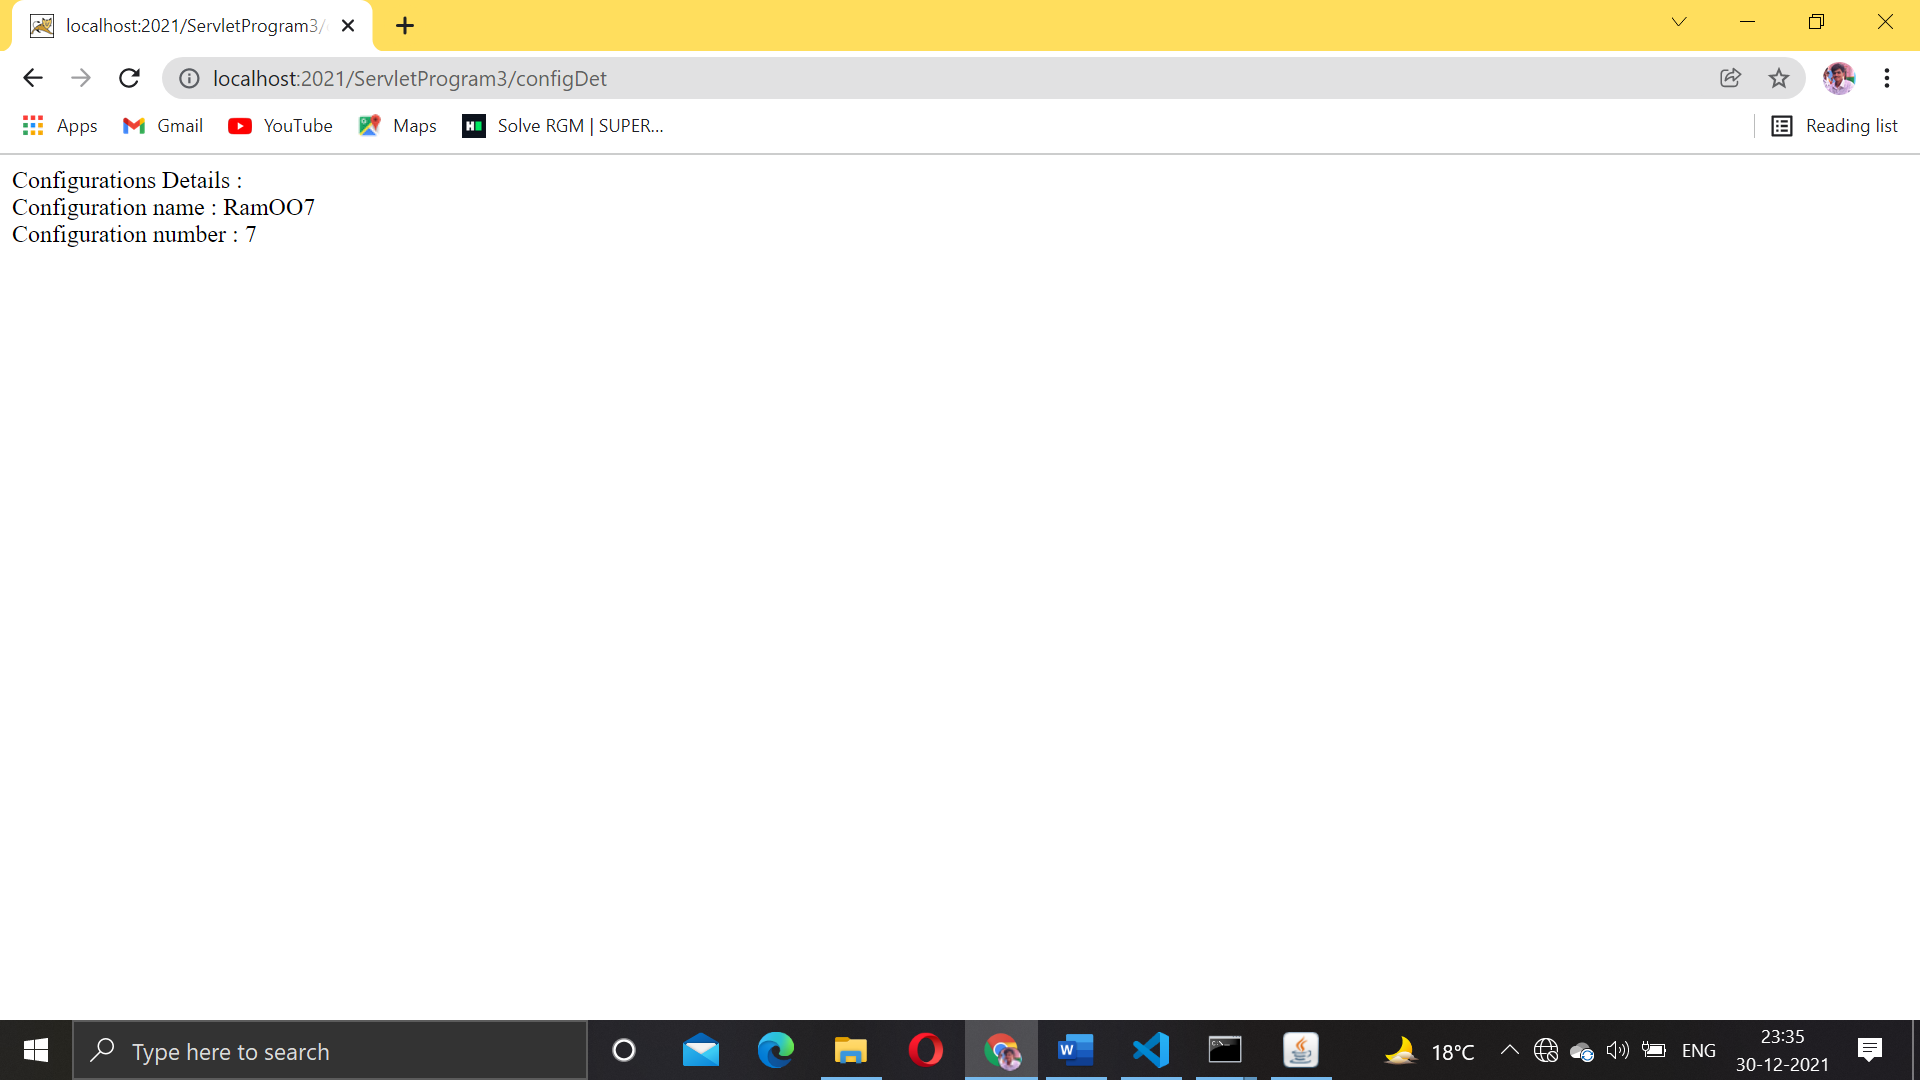 localhost:2021/ServletProgram3/
localhost:2021/ServletProgram3/configDet
Apps Gmail YouTube Maps Solve RGM | SUPER... Reading list
Configurations Details :
Configuration name : RamOO7
Configuration number : 7
Type here to search
18°C ENG 23:35
30-12-2021